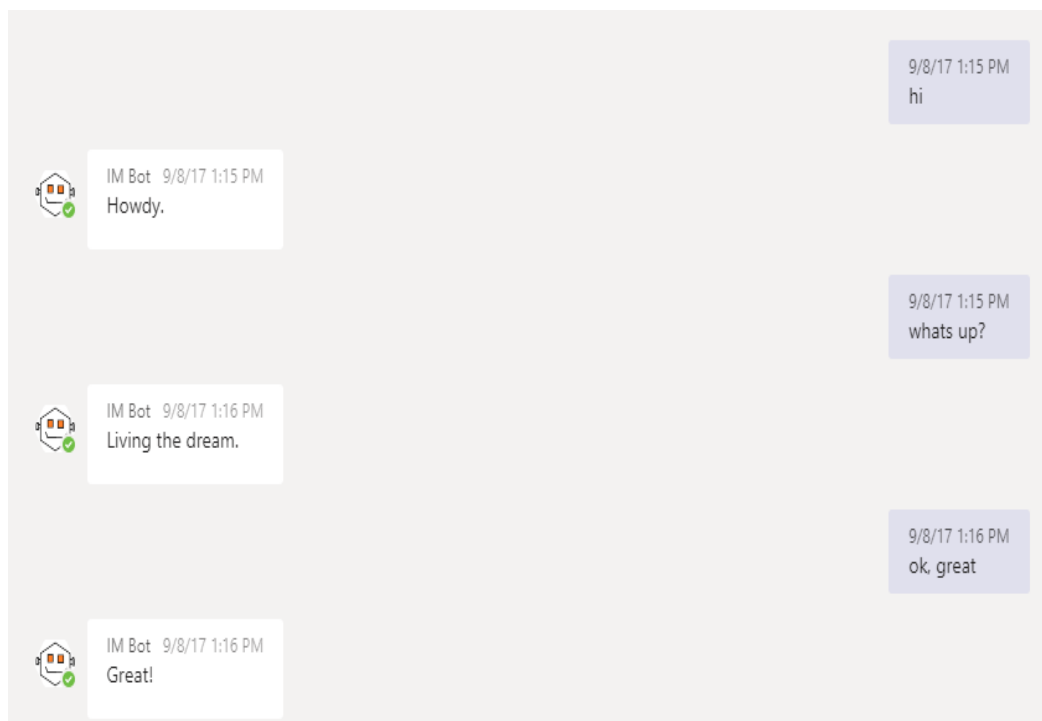 9/8/17 1:15 PM
hi
IM Bot 9/8/17 1:15 PM
Howdy.
9/8/17 1:15 PM
whats up?
IM Bot 9/8/17 1:16 PM
Living the dream.
9/8/17 1:16 PM
ok, great
IM Bot 9/8/17 1:16 PM
Great!